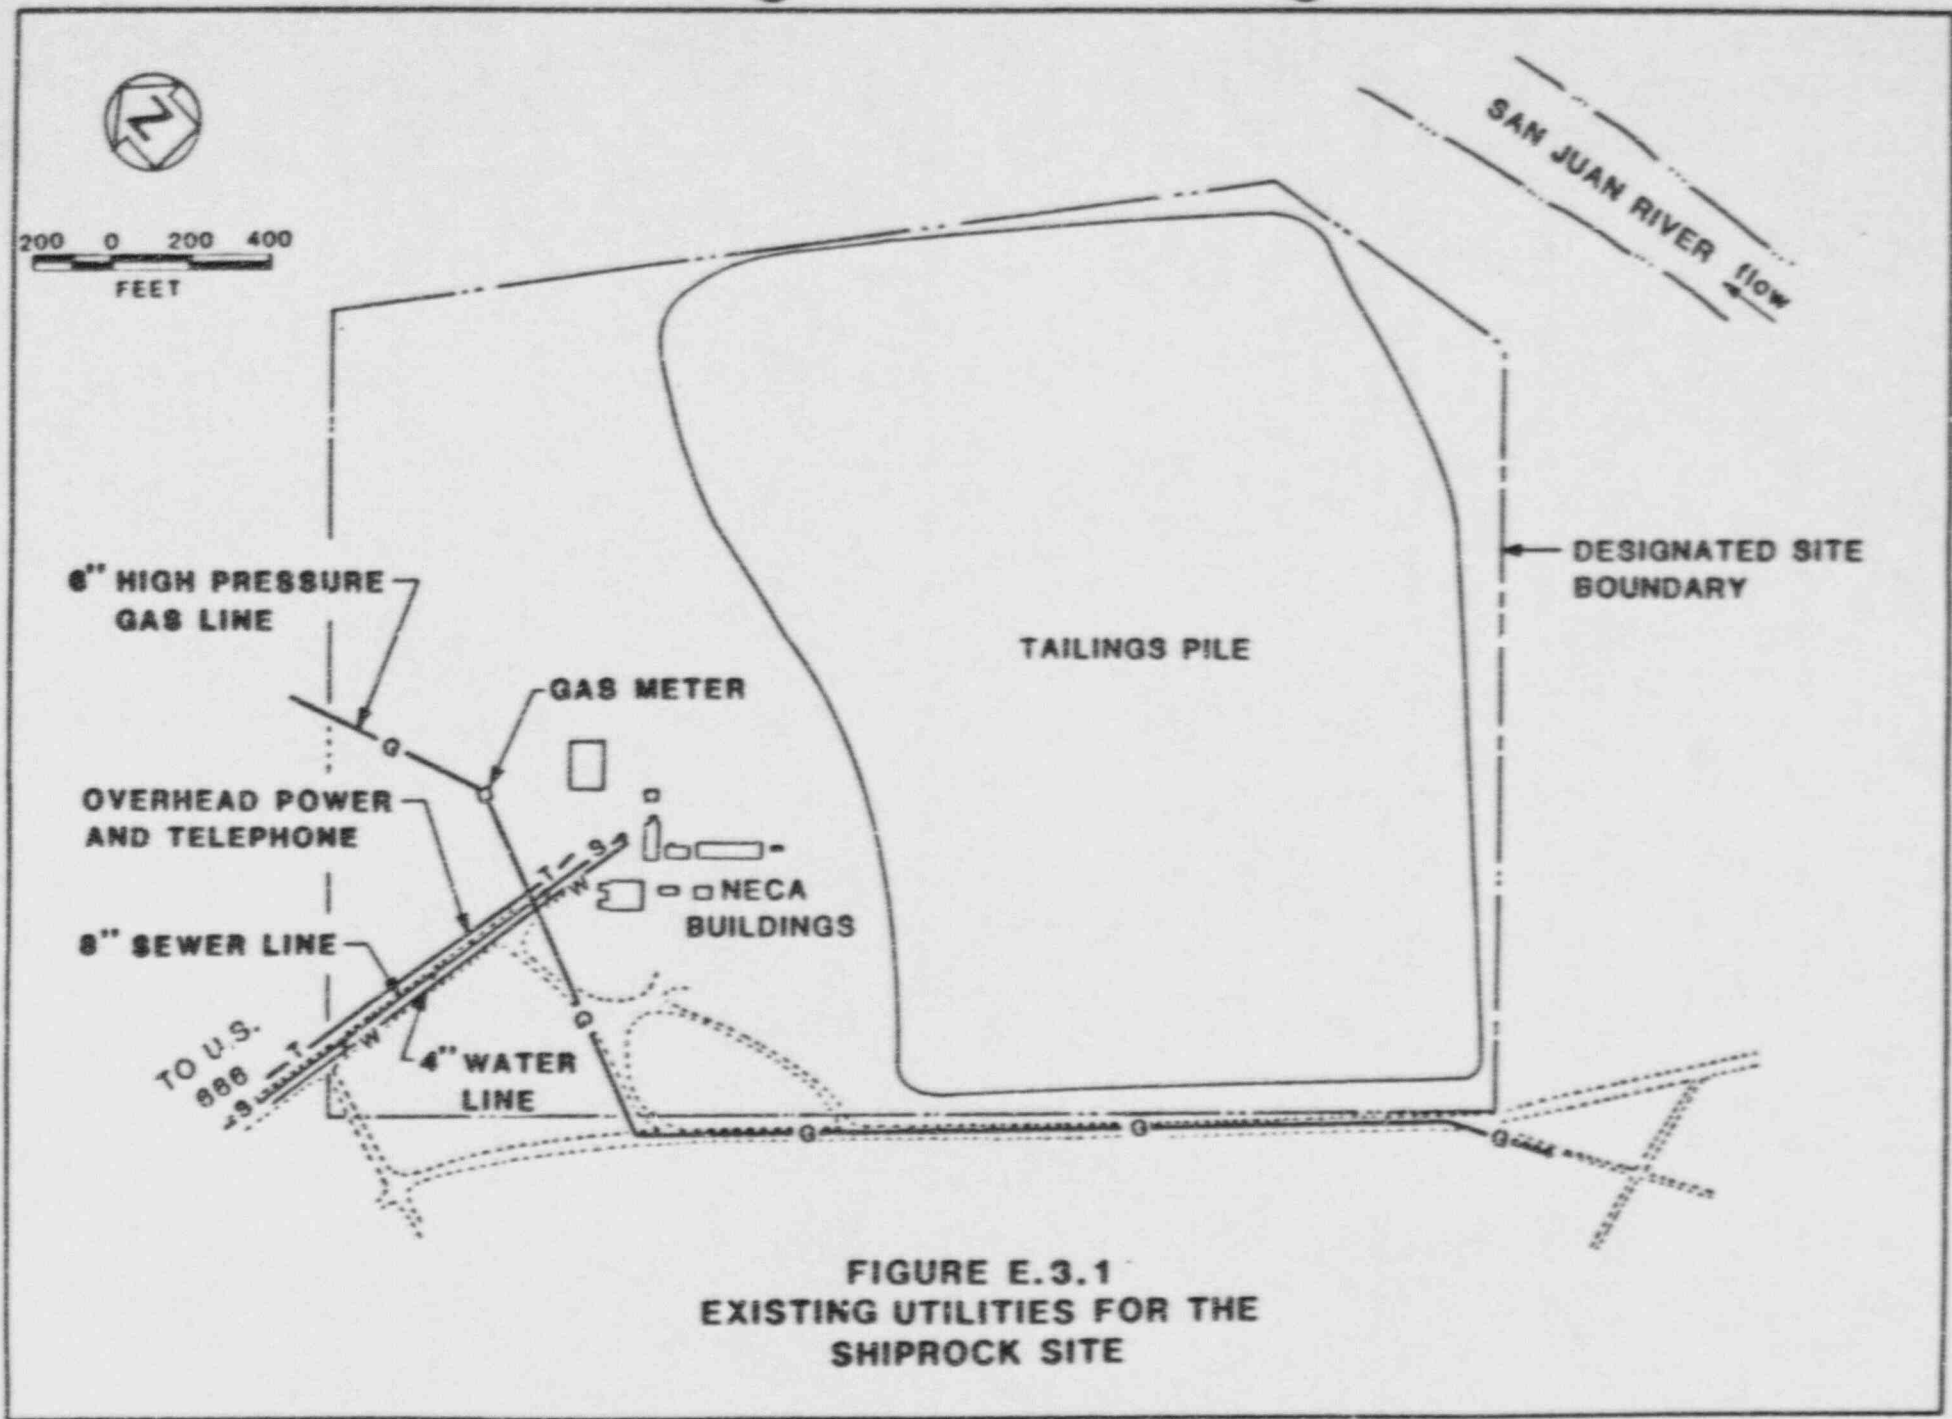 N
200 0 200 400
FEET
SAN JUAN RIVER flow
6" HIGH PRESSURE
GAS LINE
GAS METER
TAILINGS PILE
DESIGNATED SITE
BOUNDARY
G
OVERHEAD POWER
AND TELEPHONE
T S
W
NECA
BUILDINGS
8" SEWER LINE
G
TO U.S.
666
T
W
S
4" WATER
LINE
G G G
FIGURE E.3.1
EXISTING UTILITIES FOR THE
SHIPROCK SITE